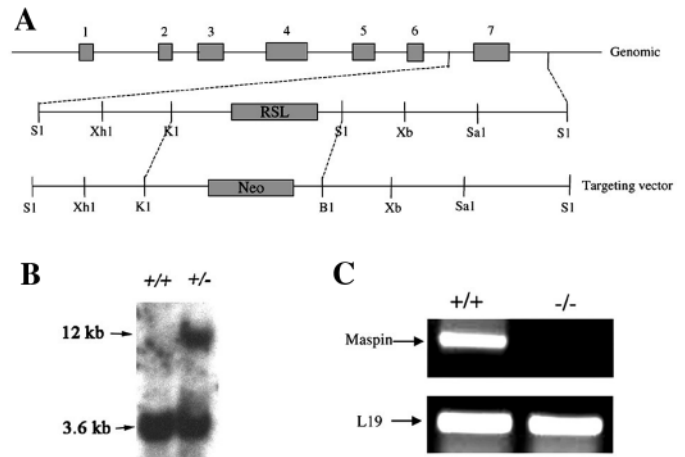 A
1 2 3 4 5 6 7
Genomic
RSL
S1 Xh1 K1 S1 Xb Sa1 S1
Neo
Targeting vector
S1 Xh1 K1 B1 Xb Sa1 S1
B
+/+ +/-
12 kb
3.6 kb
C
+/+ -/-
Maspin
L19